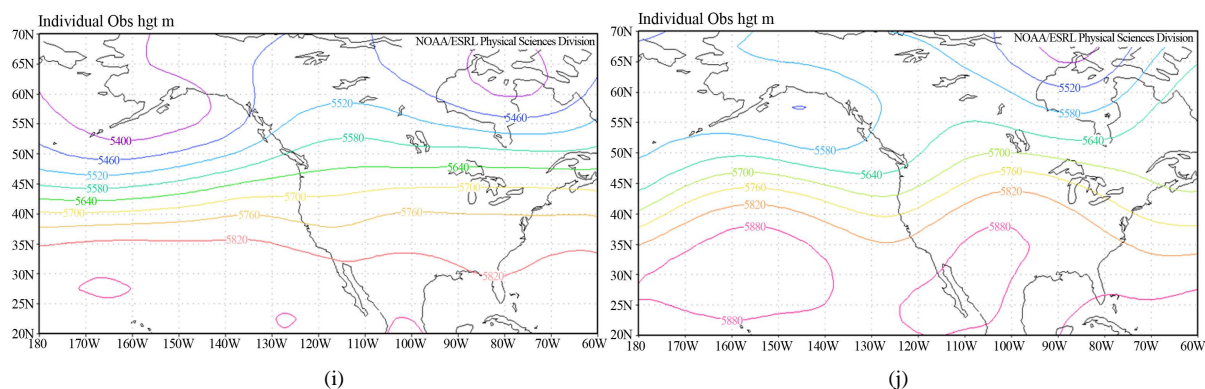 Individual Obs hgt m
NOAA/ESRL Physical Sciences Division
70N
65N
60N
55N
50N
45N
40N
35N
30N
25N
20N
5400
5460
5520
5580
5640
5700
5760
5820
5460
5520
5580
5640
5700
5760
5820
180
170W
160W
150W
140W
130W
120W
110W
100W
90W
80W
70W
60W
(i)
Individual Obs hgt m
NOAA/ESRL Physical Sciences Division
70N
65N
60N
55N
50N
45N
40N
35N
30N
25N
20N
5520
5580
5580
5640
5640
5700
5700
5760
5760
5820
5820
5880
5880
5880
5880
180
170W
160W
150W
140W
130W
120W
110W
100W
90W
80W
70W
60W
(j)